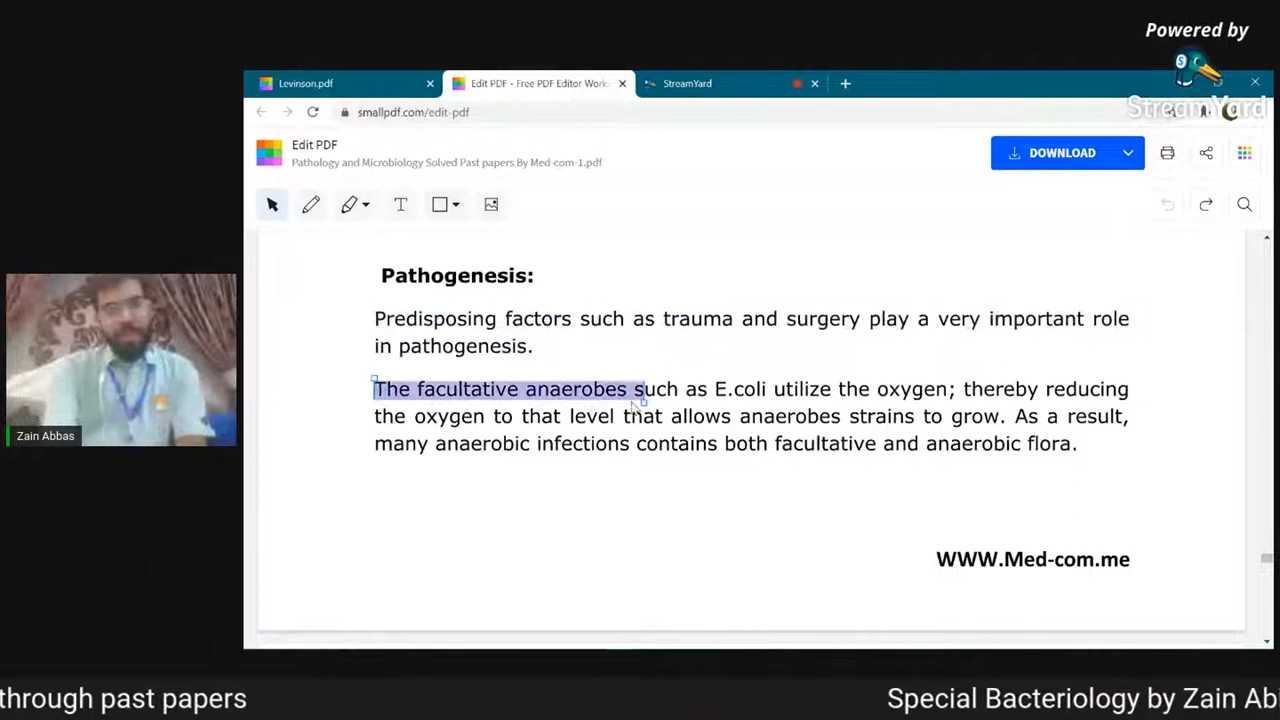 Powered by
StreamYard
Levinson.pdf
Edit PDF - Free PDF Editor Work
StreamYard
smallpdf.com/edit-pdf
Edit PDF
Pathology and Microbiology Solved Past papers By Med-com-1.pdf
DOWNLOAD
T
Pathogenesis:
Predisposing factors such as trauma and surgery play a very important role
in pathogenesis.
The facultative anaerobes such as E.coli utilize the oxygen; thereby reducing
the oxygen to that level that allows anaerobes strains to grow. As a result,
many anaerobic infections contains both facultative and anaerobic flora.
WWW.Med-com.me
Zain Abbas
through past papers
Special Bacteriology by Zain Ab